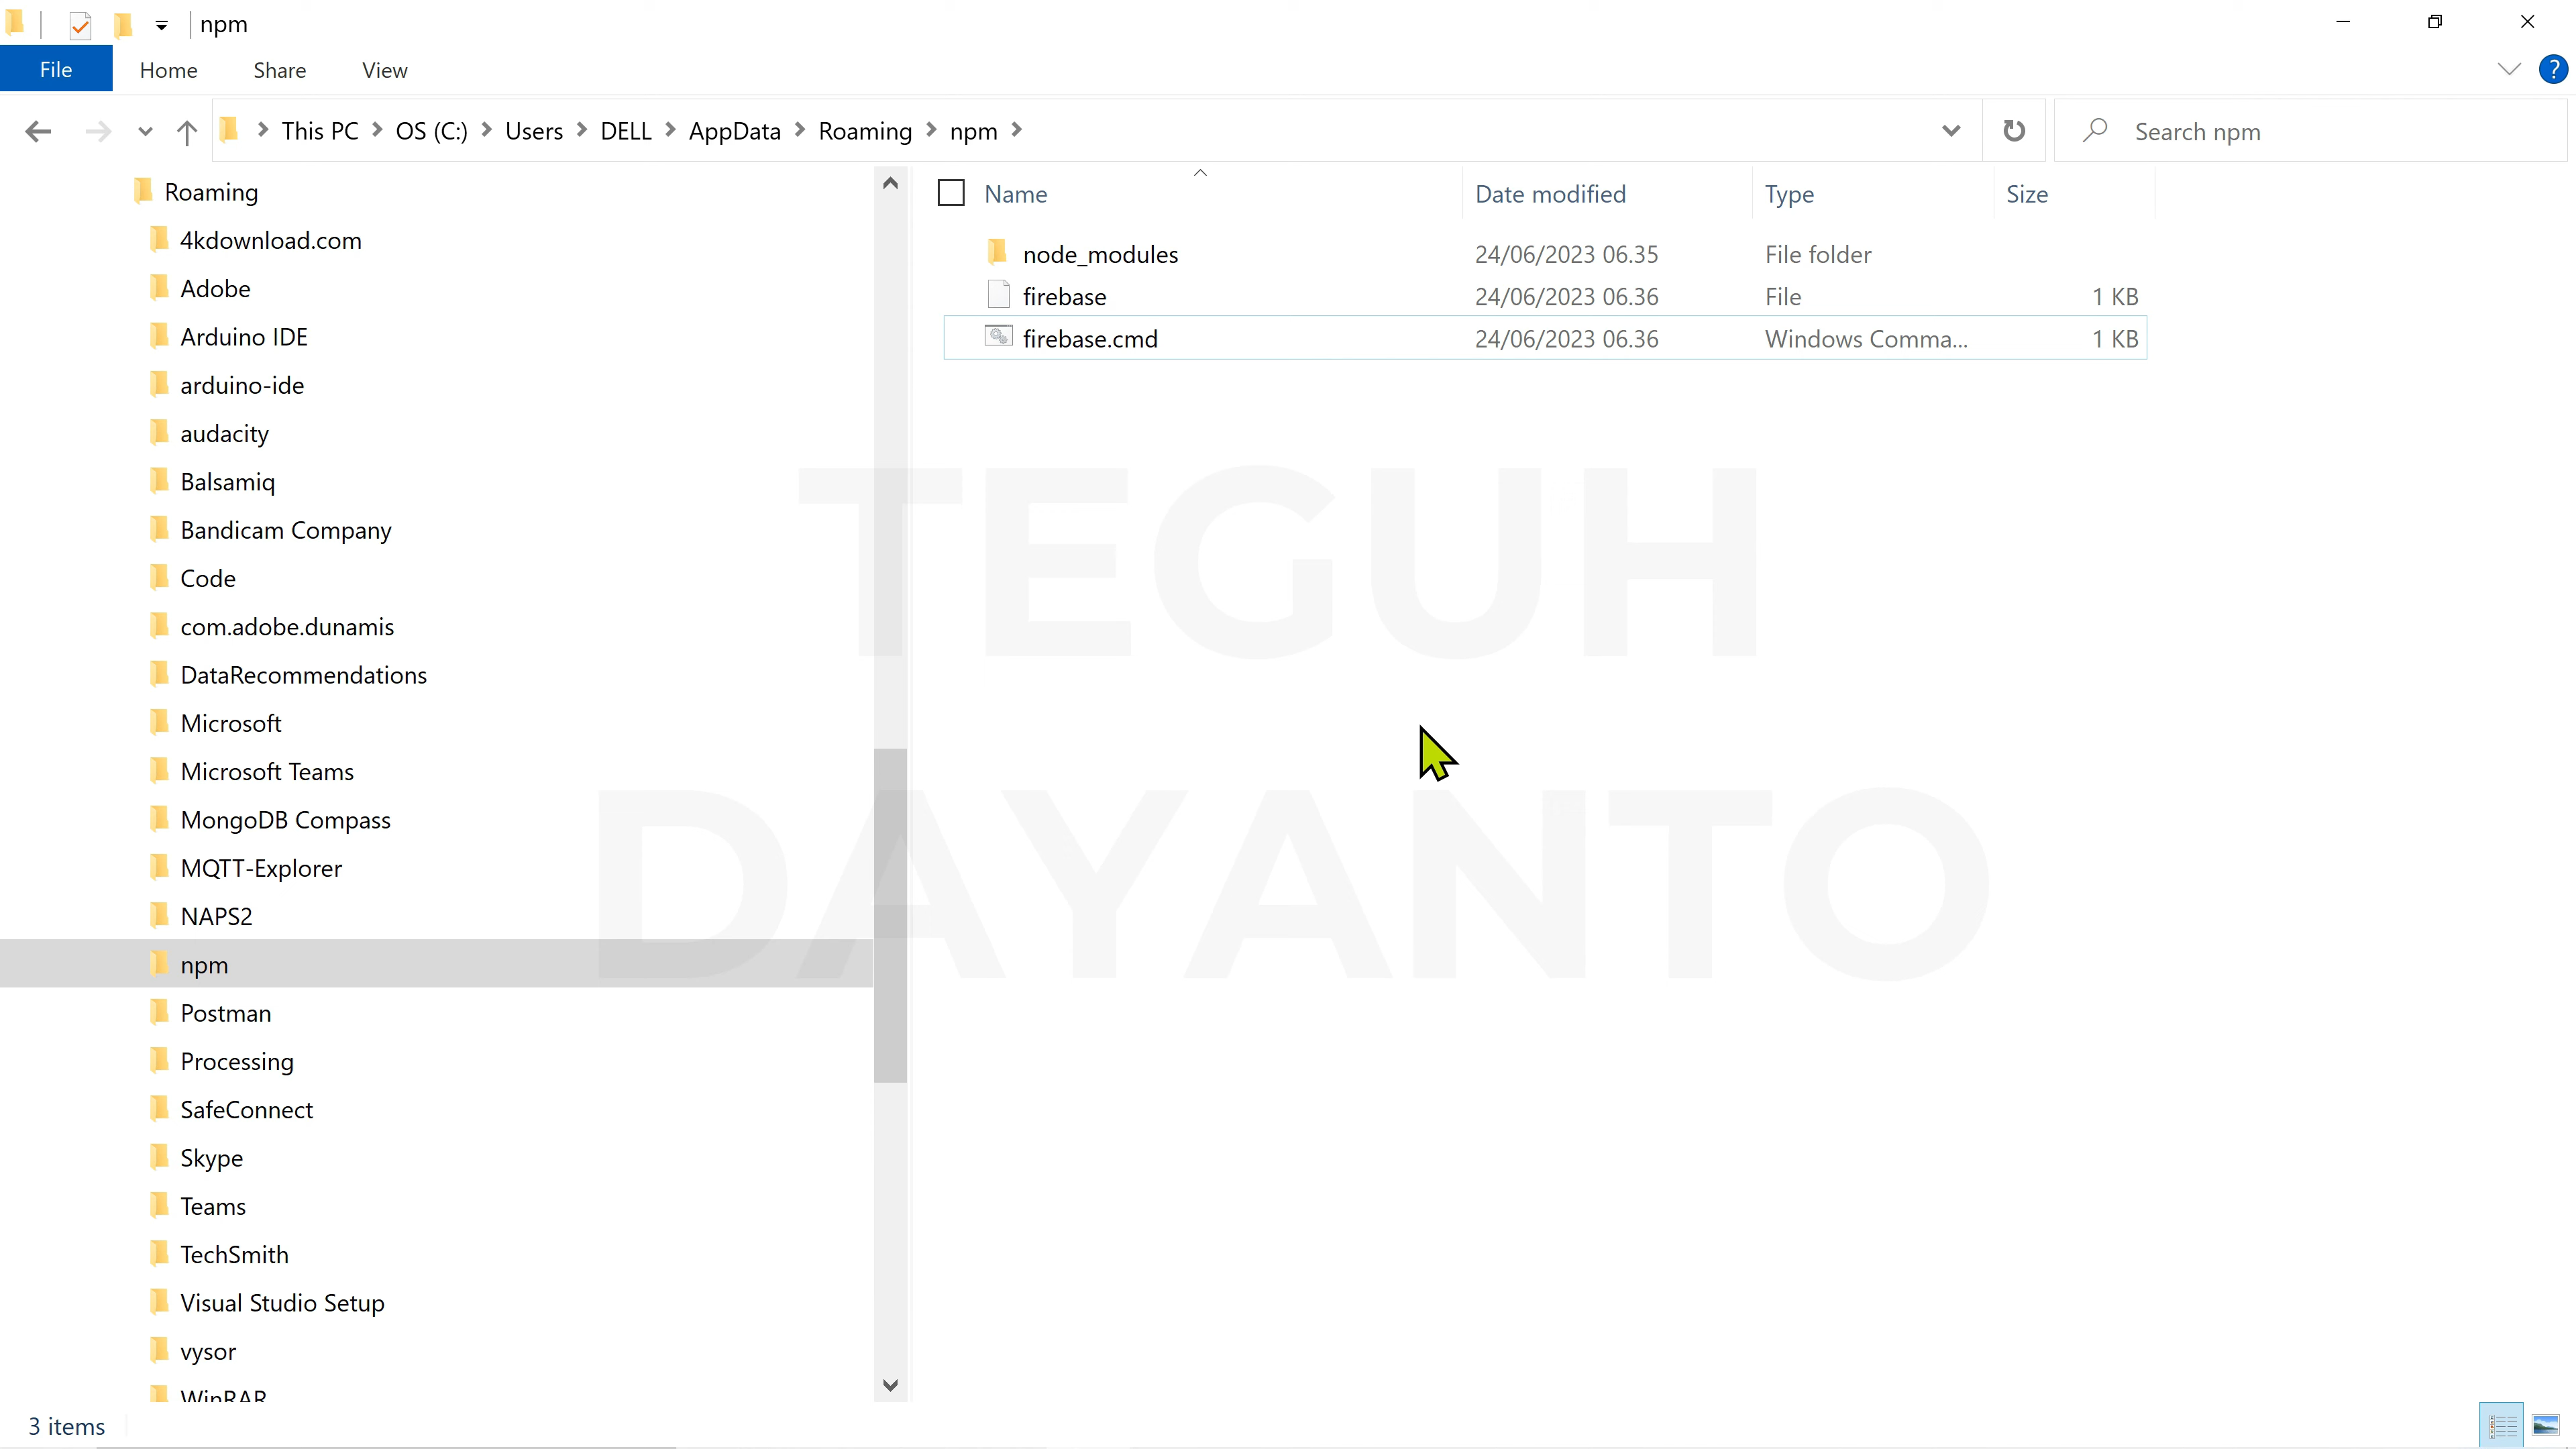 npm
File Home Share View
This PC OS (C:) Users DELL AppData Roaming npm
Search npm
Roaming
4kdownload.com
Adobe
Arduino IDE
arduino-ide
audacity
Balsamiq
Bandicam Company
Code
com.adobe.dunamis
DataRecommendations
Microsoft
Microsoft Teams
MongoDB Compass
MQTT-Explorer
NAPS2
npm
Postman
Processing
SafeConnect
Skype
Teams
TechSmith
Visual Studio Setup
vysor
WinRAR
Name Date modified Type Size
node_modules 24/06/2023 06.35 File folder
firebase 24/06/2023 06.36 File 1 KB
firebase.cmd 24/06/2023 06.36 Windows Comma... 1 KB
TEGUH
DAYANTO
3 items